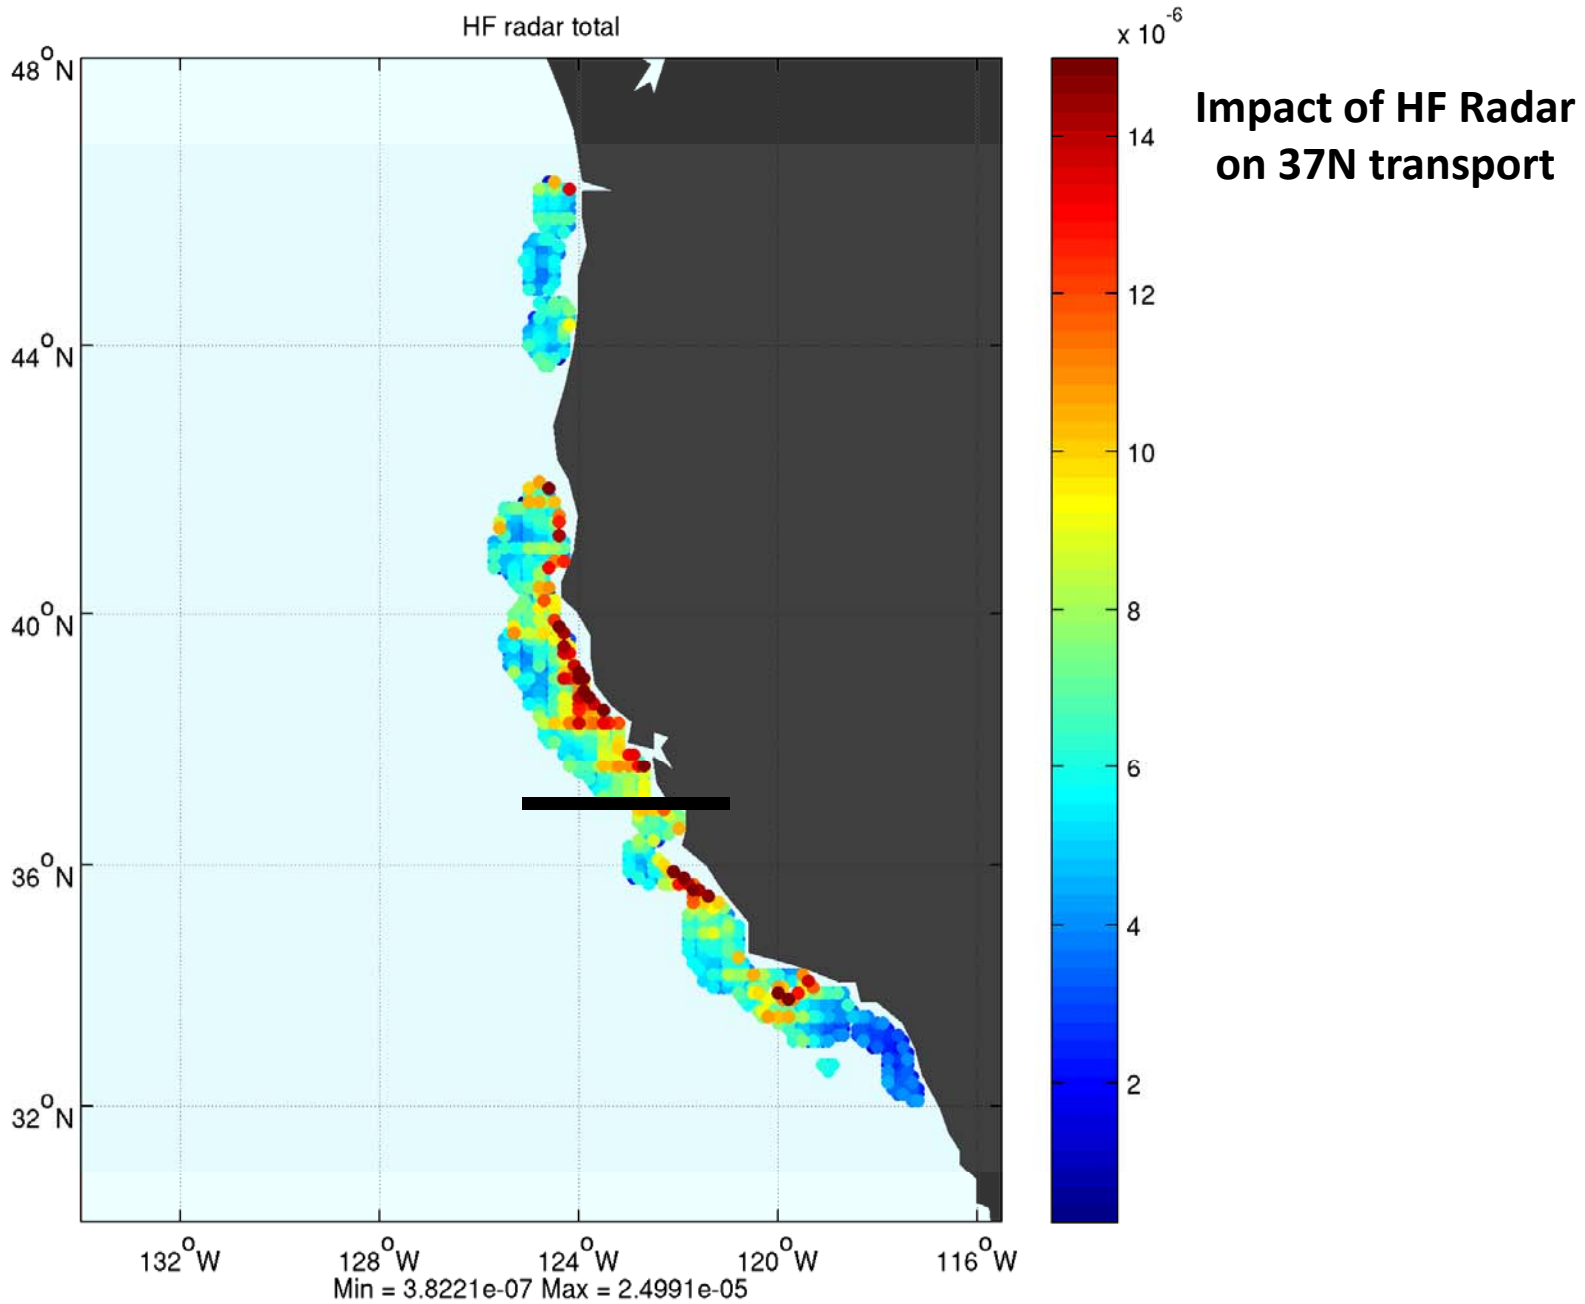 HF radar total
x 10^-6
Impact of HF Radar
on 37N transport
48°N
44°N
40°N
36°N
32°N
14
12
10
8
6
4
2
132°W 128°W 124°W 120°W 116°W
Min = 3.8221e-07 Max = 2.4991e-05